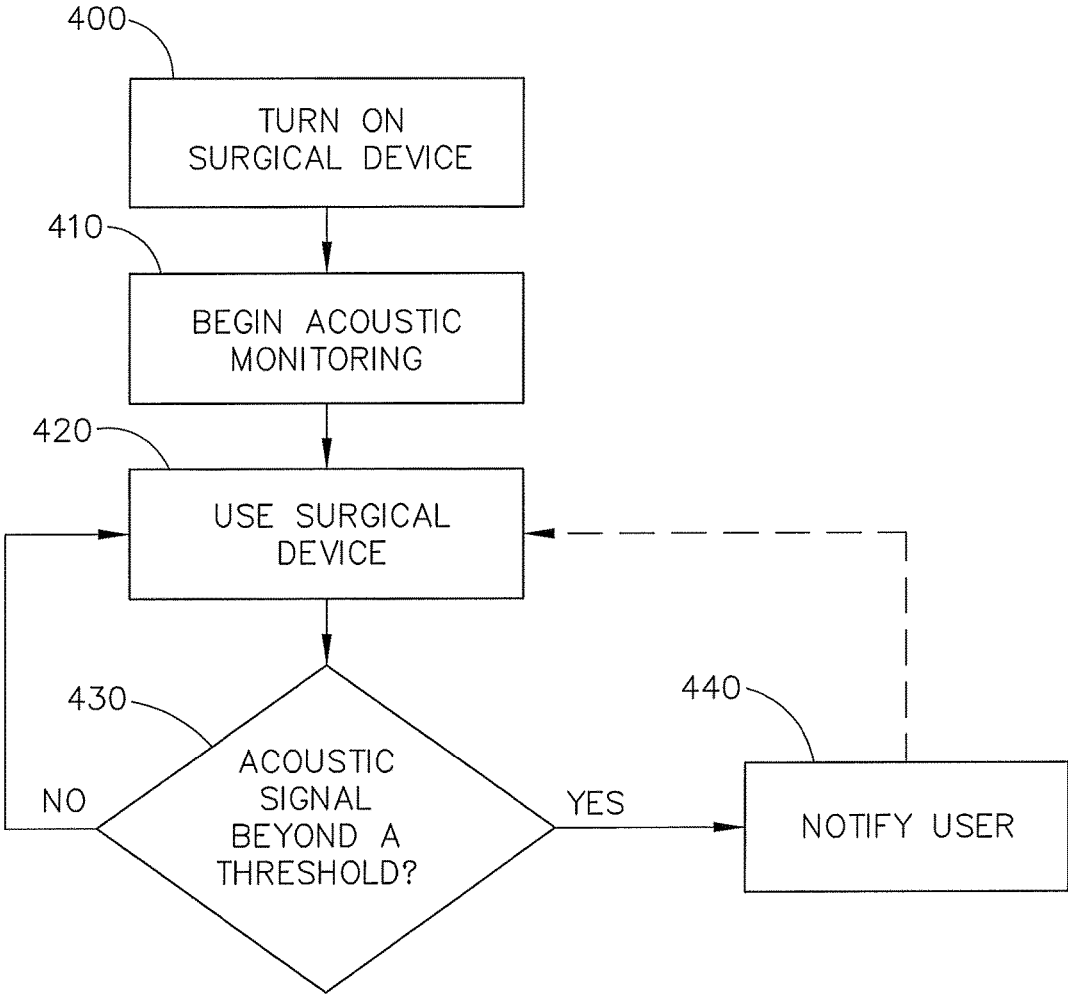 400
TURN ON
SURGICAL DEVICE
410
BEGIN ACOUSTIC
MONITORING
420
USE SURGICAL
DEVICE
430
ACOUSTIC
SIGNAL
BEYOND A
THRESHOLD?
NO
YES
440
NOTIFY USER